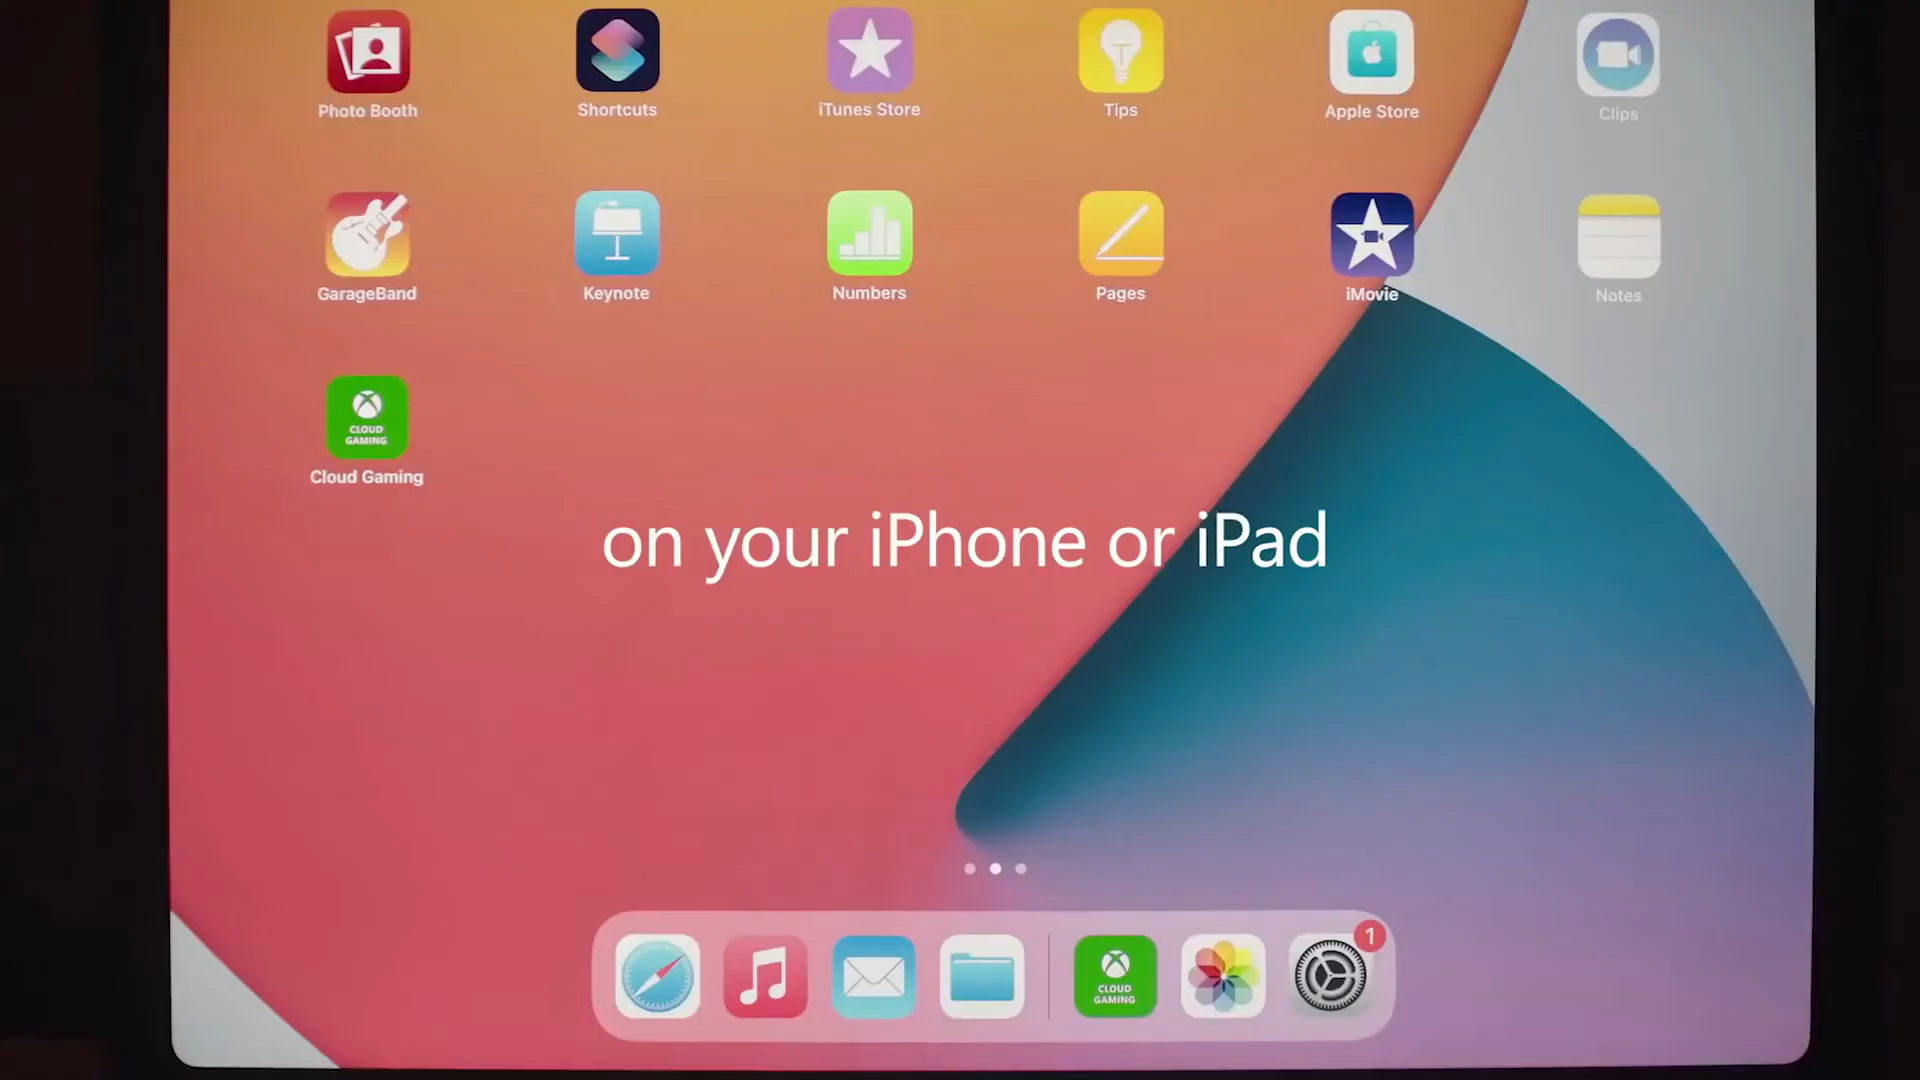 Photo Booth
Shortcuts
iTunes Store
Tips
Apple Store
Clips
GarageBand
Keynote
Numbers
Pages
iMovie
Notes
CLOUD
GAMING
Cloud Gaming
on your iPhone or iPad
CLOUD
GAMING
1